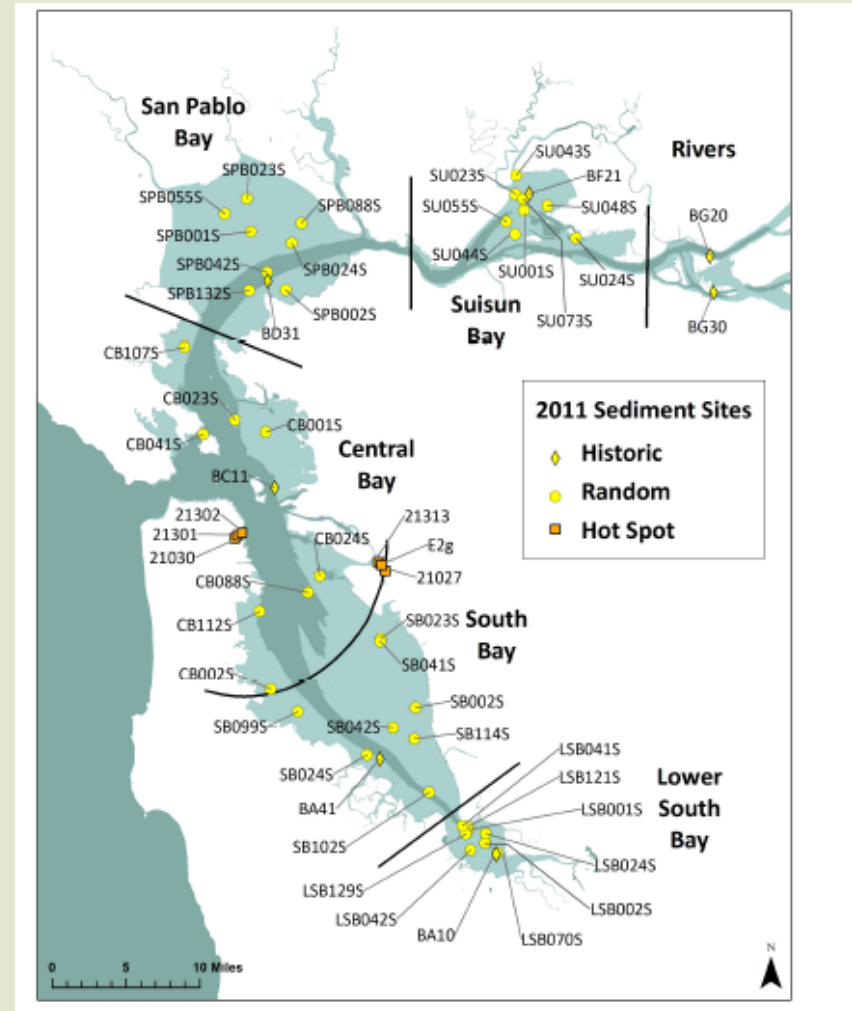 San Pablo
Bay
SPB023S
SPB055S
SPB088S
SPB001S
SPB042S
SPB024S
SPB132S
SPB002S
BD31
SU043S
SU023S
BF21
SU055S
SU048S
SU044S
SU001S
SU024S
SU073S
Suisun
Bay
Rivers
BG20
BG30
CB107S
CB023S
CB001S
CB041S
Central
Bay
BC11
21302
21301
21030
CB024S
21313
E2g
21027
CB088S
CB112S
CB002S
2011 Sediment Sites
Historic
Random
Hot Spot
SB023S
SB041S
South
Bay
SB002S
SB099S
SB042S
SB114S
SB024S
BA41
SB102S
LSB041S
LSB121S
LSB001S
Lower
South
Bay
LSB024S
LSB129S
LSB002S
LSB042S
BA10
LSB070S
0 5 10 Miles
N